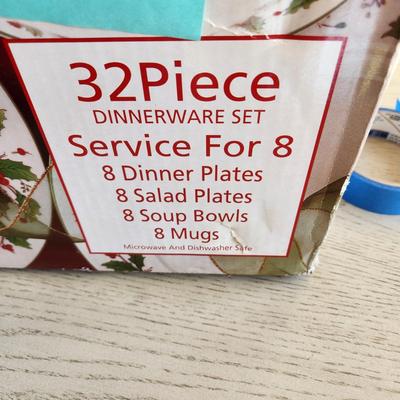 32Piece
DINNERWARE SET
Service For 8
8 Dinner Plates
8 Salad Plates
8 Soup Bowls
8 Mugs
Microwave And Dishwasher Safe